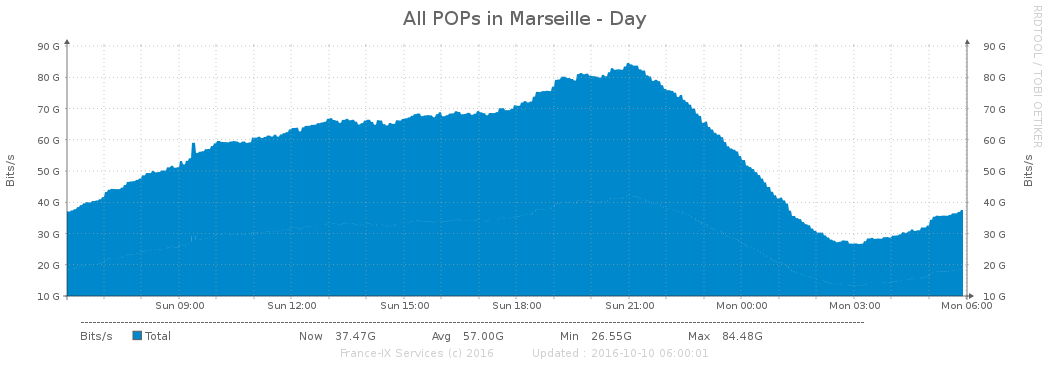 All POPs in Marseille - Day
RRDTOOL / TOBI OETIKER
90 G 90 G
80 G 80 G
70 G 70 G
60 G 60 G
50 G 50 G
40 G 40 G
30 G 30 G
20 G 20 G
10 G 10 G
Bits/s Bits/s
Sun 09:00 Sun 12:00 Sun 15:00 Sun 18:00 Sun 21:00 Mon 00:00 Mon 03:00 Mon 06:00
Bits/s Total Now 37.47G Avg 57.00G Min 26.55G Max 84.48G
France-IX Services (c) 2016 Updated : 2016-10-10 06:00:01